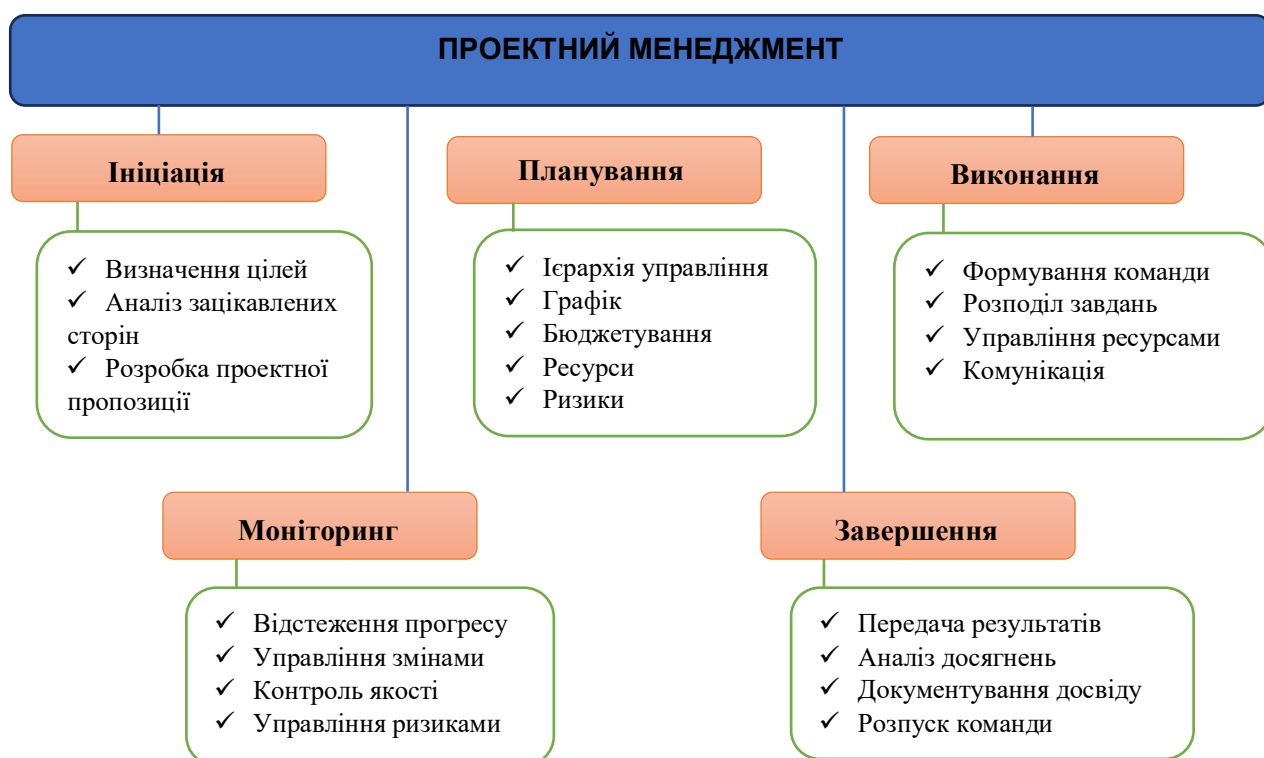 ПРОЕКТНИЙ МЕНЕДЖМЕНТ
Ініціація
✓ Визначення цілей
✓ Аналіз зацікавлених
сторін
✓ Розробка проектної
пропозиції
Планування
✓ Ієрархія управління
✓ Графік
✓ Бюджетування
✓ Ресурси
✓ Ризики
Виконання
✓ Формування команди
✓ Розподіл завдань
✓ Управління ресурсами
✓ Комунікація
Моніторинг
✓ Відстеження прогресу
✓ Управління змінами
✓ Контроль якості
✓ Управління ризиками
Завершення
✓ Передача результатів
✓ Аналіз досягнень
✓ Документування досвіду
✓ Розпуск команди